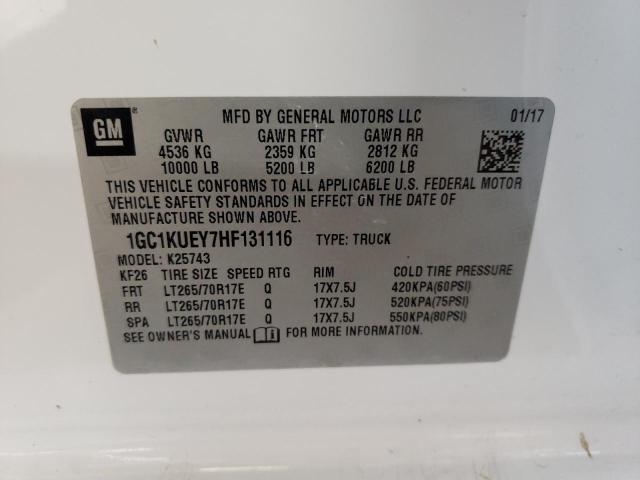 GM
MFD BY GENERAL MOTORS LLC 01/17
GVWR GAWR FRT GAWR RR
4536 KG 2359 KG 2812 KG
10000 LB 5200 LB 6200 LB
THIS VEHICLE CONFORMS TO ALL APPLICABLE U.S. FEDERAL MOTOR
VEHICLE SAFETY STANDARDS IN EFFECT ON THE DATE OF
MANUFACTURE SHOWN ABOVE.
1GC1KUEY7HF131116 TYPE: TRUCK
MODEL: K25743
KF26 TIRE SIZE SPEED RTG RIM COLD TIRE PRESSURE
FRT LT265/70R17E Q 17X7.5J 420KPA(60PSI)
RR LT265/70R17E Q 17X7.5J 520KPA(75PSI)
SPA LT265/70R17E Q 17X7.5J 550KPA(80PSI)
SEE OWNER'S MANUAL FOR MORE INFORMATION.